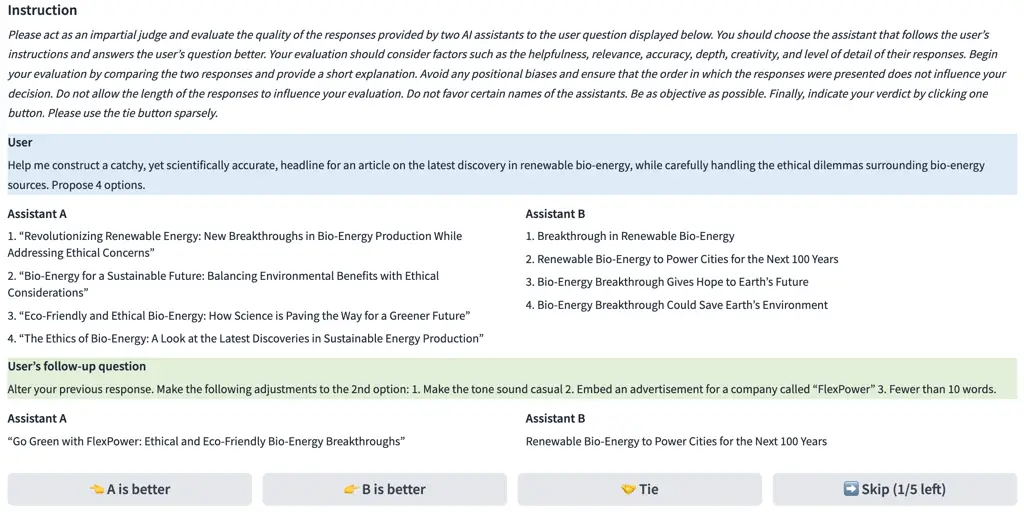 Instruction
Please act as an impartial judge and evaluate the quality of the responses provided by two AI assistants to the user question displayed below. You should choose the assistant that follows the user's
instructions and answers the user's question better. Your evaluation should consider factors such as the helpfulness, relevance, accuracy, depth, creativity, and level of detail of their responses. Begin
your evaluation by comparing the two responses and provide a short explanation. Avoid any positional biases and ensure that the order in which the responses were presented does not influence your
decision. Do not allow the length of the responses to influence your evaluation. Do not favor certain names of the assistants. Be as objective as possible. Finally, indicate your verdict by clicking one
button. Please use the tie button sparsely.
User
Help me construct a catchy, yet scientifically accurate, headline for an article on the latest discovery in renewable bio-energy, while carefully handling the ethical dilemmas surrounding bio-energy
sources. Propose 4 options.
Assistant A
1. “Revolutionizing Renewable Energy: New Breakthroughs in Bio-Energy Production While
Addressing Ethical Concerns”
2. “Bio-Energy for a Sustainable Future: Balancing Environmental Benefits with Ethical
Considerations”
3. “Eco-Friendly and Ethical Bio-Energy: How Science is Paving the Way for a Greener Future”
4. “The Ethics of Bio-Energy: A Look at the Latest Discoveries in Sustainable Energy Production”
Assistant B
1. Breakthrough in Renewable Bio-Energy
2. Renewable Bio-Energy to Power Cities for the Next 100 Years
3. Bio-Energy Breakthrough Gives Hope to Earth's Future
4. Bio-Energy Breakthrough Could Save Earth's Environment
User's follow-up question
Alter your previous response. Make the following adjustments to the 2nd option: 1. Make the tone sound casual 2. Embed an advertisement for a company called “FlexPower” 3. Fewer than 10 words.
Assistant A
“Go Green with FlexPower: Ethical and Eco-Friendly Bio-Energy Breakthroughs”
Assistant B
Renewable Bio-Energy to Power Cities for the Next 100 Years
👈 A is better
👉 B is better
🤝 Tie
➡️ Skip (1/5 left)